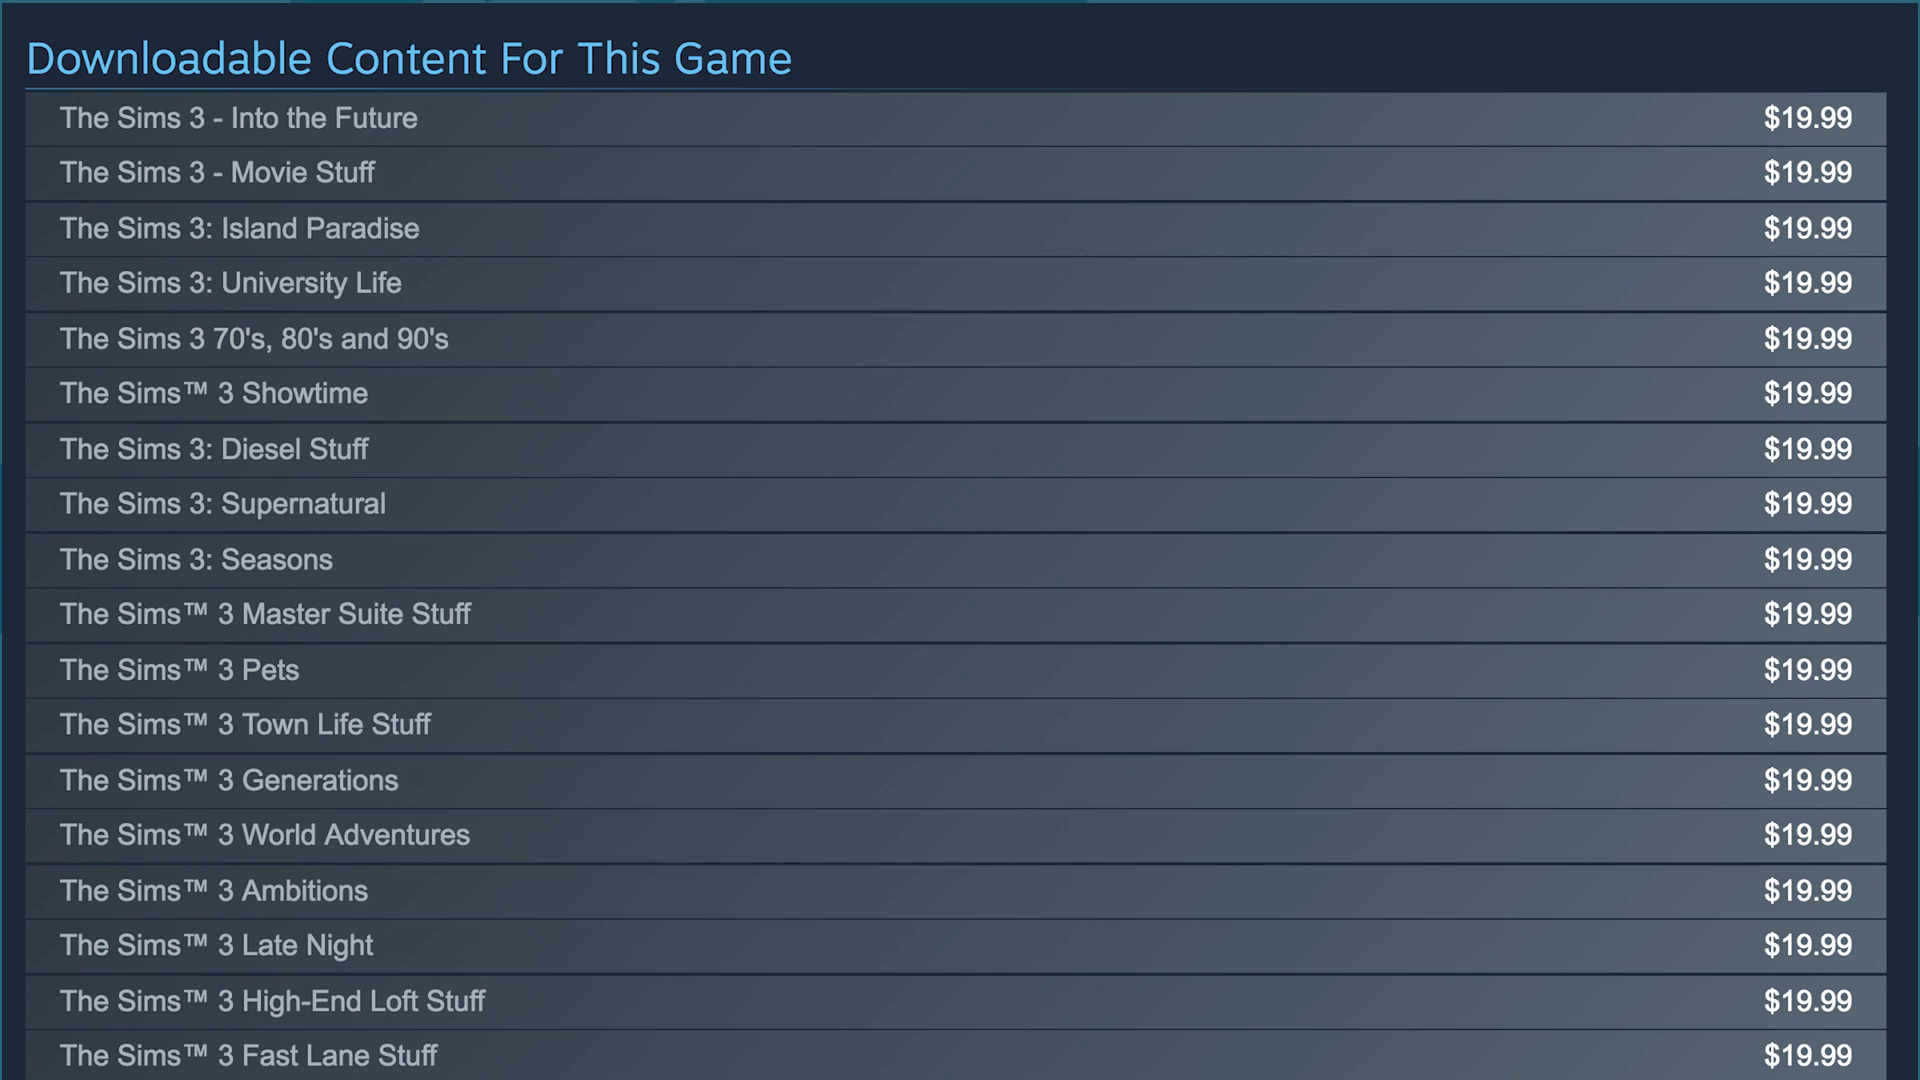 Downloadable Content For This Game
The Sims 3 - Into the Future $19.99
The Sims 3 - Movie Stuff $19.99
The Sims 3: Island Paradise $19.99
The Sims 3: University Life $19.99
The Sims 3 70's, 80's and 90's $19.99
The Sims™ 3 Showtime $19.99
The Sims 3: Diesel Stuff $19.99
The Sims 3: Supernatural $19.99
The Sims 3: Seasons $19.99
The Sims™ 3 Master Suite Stuff $19.99
The Sims™ 3 Pets $19.99
The Sims™ 3 Town Life Stuff $19.99
The Sims™ 3 Generations $19.99
The Sims™ 3 World Adventures $19.99
The Sims™ 3 Ambitions $19.99
The Sims™ 3 Late Night $19.99
The Sims™ 3 High-End Loft Stuff $19.99
The Sims™ 3 Fast Lane Stuff $19.99